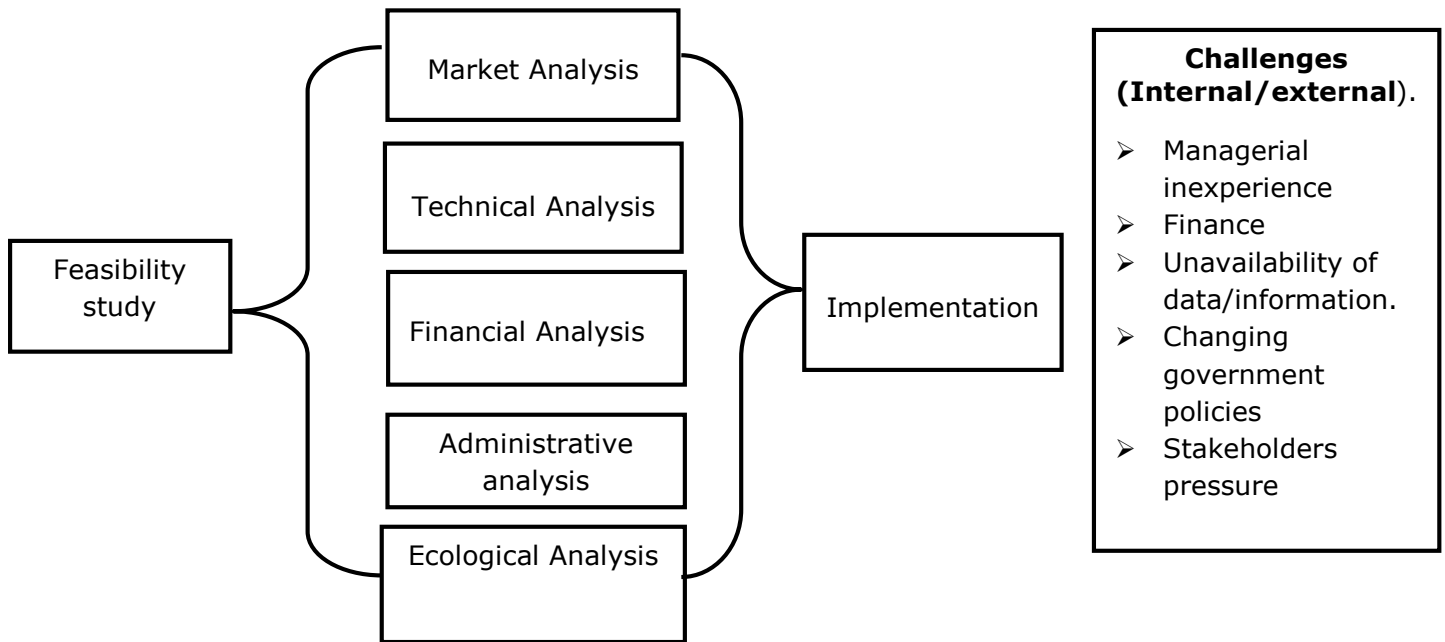 Feasibility
study
Market Analysis
Technical Analysis
Financial Analysis
Administrative
analysis
Ecological Analysis
Implementation
Challenges
(Internal/external).
➢ Managerial
inexperience
➢ Finance
➢ Unavailability of
data/information.
➢ Changing
government
policies
➢ Stakeholders
pressure